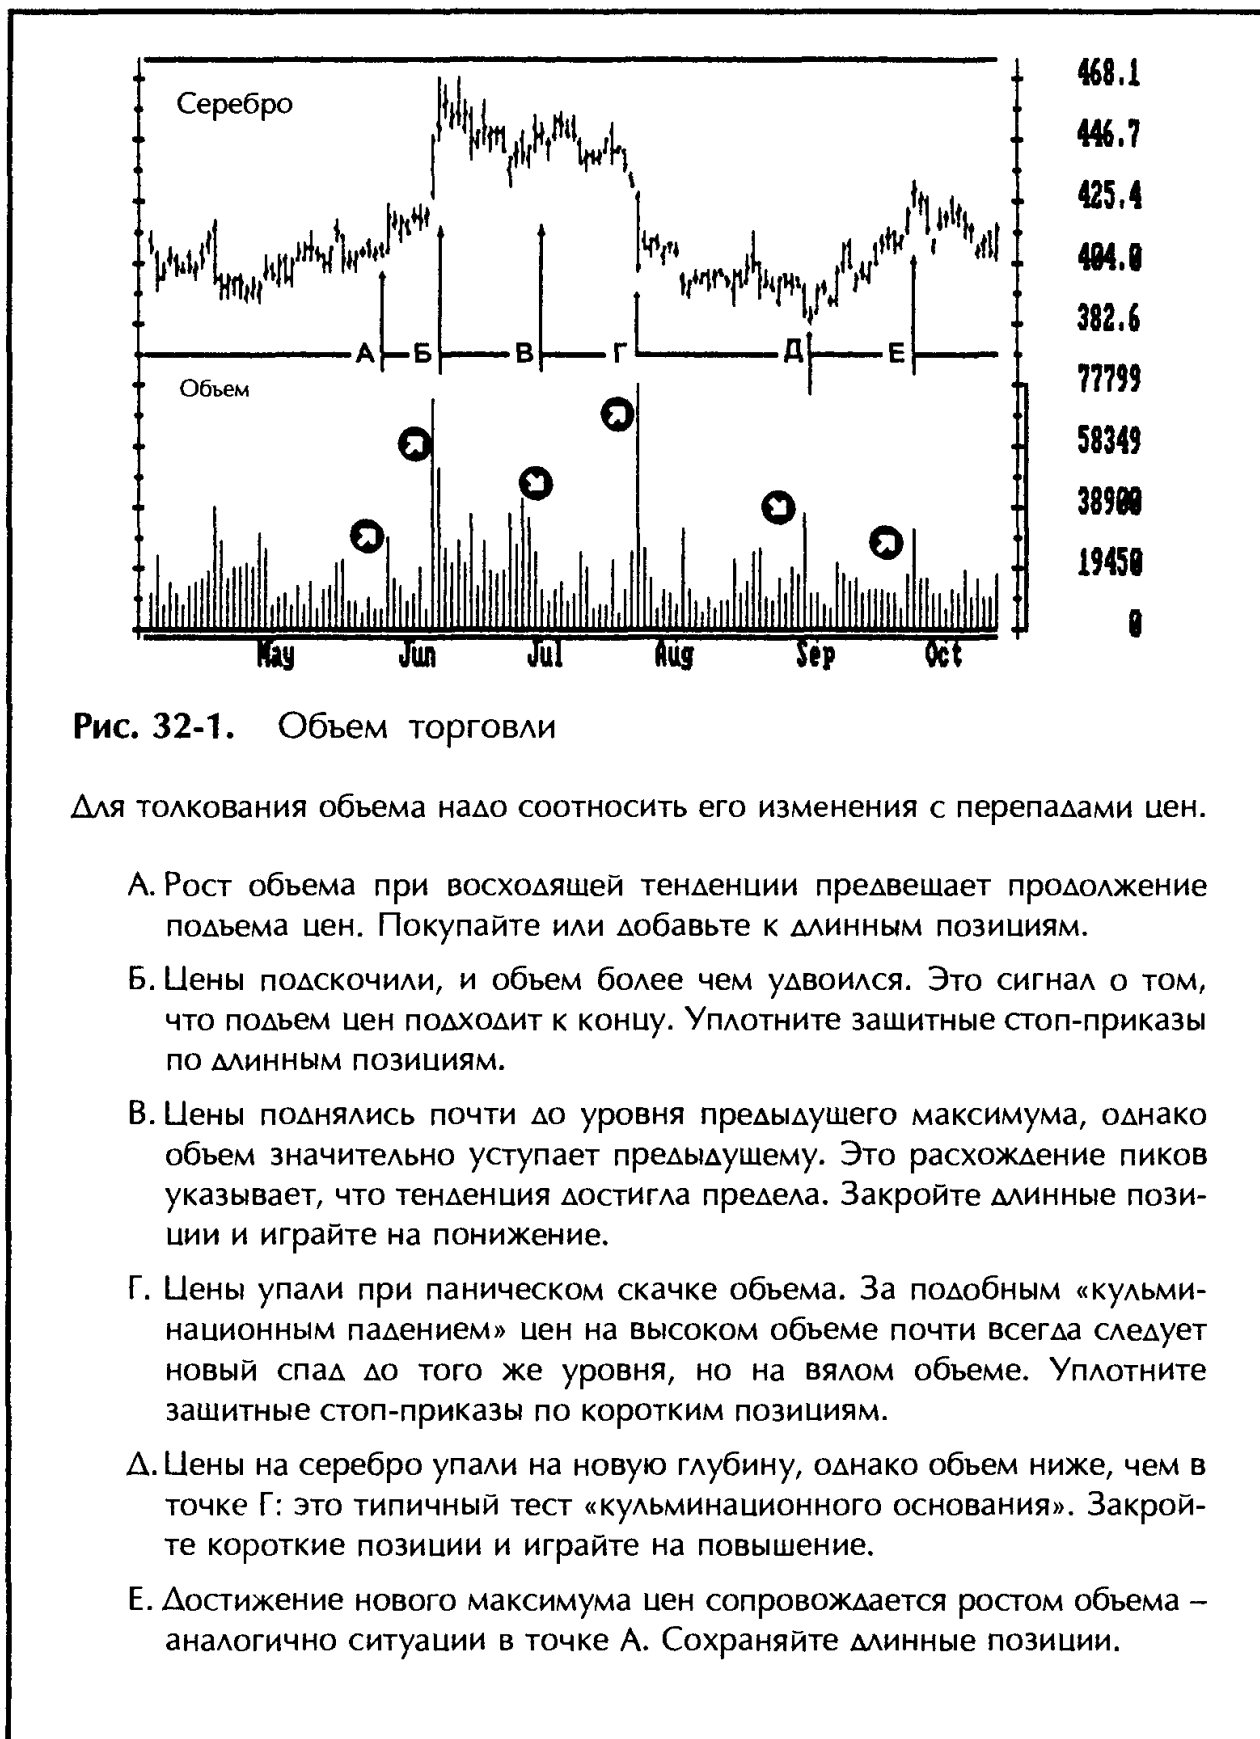 Серебро
468.1
446.7
425.4
404.0
382.6
А Б В Г Д Е
Объем
77799
58349
38900
19450
0
May Jun Jul Aug Sep Oct
Рис. 32-1. Объем торговли
Для толкования объема надо соотносить его изменения с перепадами цен.
А. Рост объема при восходящей тенденции предвещает продолжение
подъема цен. Покупайте или добавьте к длинным позициям.
Б. Цены подскочили, и объем более чем удвоился. Это сигнал о том,
что подъем цен подходит к концу. Уплотните защитные стоп-приказы
по длинным позициям.
В. Цены поднялись почти до уровня предыдущего максимума, однако
объем значительно уступает предыдущему. Это расхождение пиков
указывает, что тенденция достигла предела. Закройте длинные пози-
ции и играйте на понижение.
Г. Цены упали при паническом скачке объема. За подобным «кульми-
национным падением» цен на высоком объеме почти всегда следует
новый спад до того же уровня, но на вялом объеме. Уплотните
защитные стоп-приказы по коротким позициям.
Д. Цены на серебро упали на новую глубину, однако объем ниже, чем в
точке Г: это типичный тест «кульминационного основания». Закрой-
те короткие позиции и играйте на повышение.
Е. Достижение нового максимума цен сопровождается ростом объема –
аналогично ситуации в точке А. Сохраняйте длинные позиции.